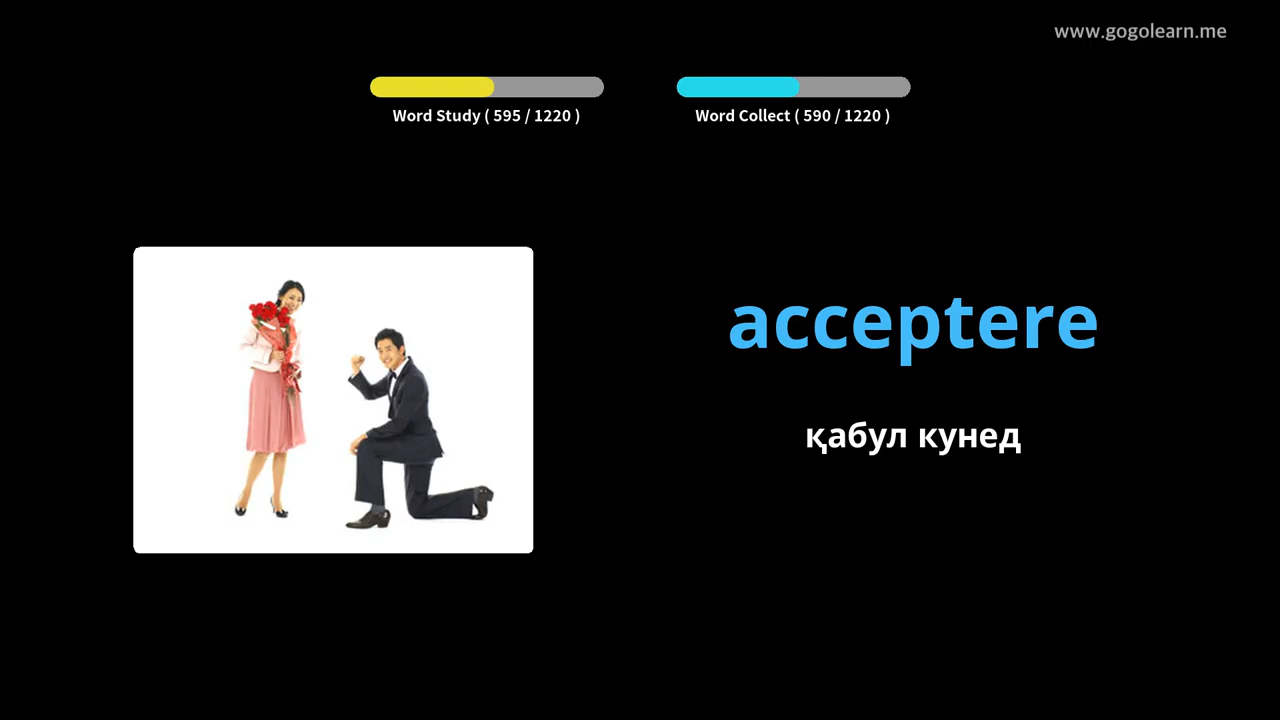 www.gogolearn.me
Word Study ( 595 / 1220 )
Word Collect ( 590 / 1220 )
acceptere
қабул кунед